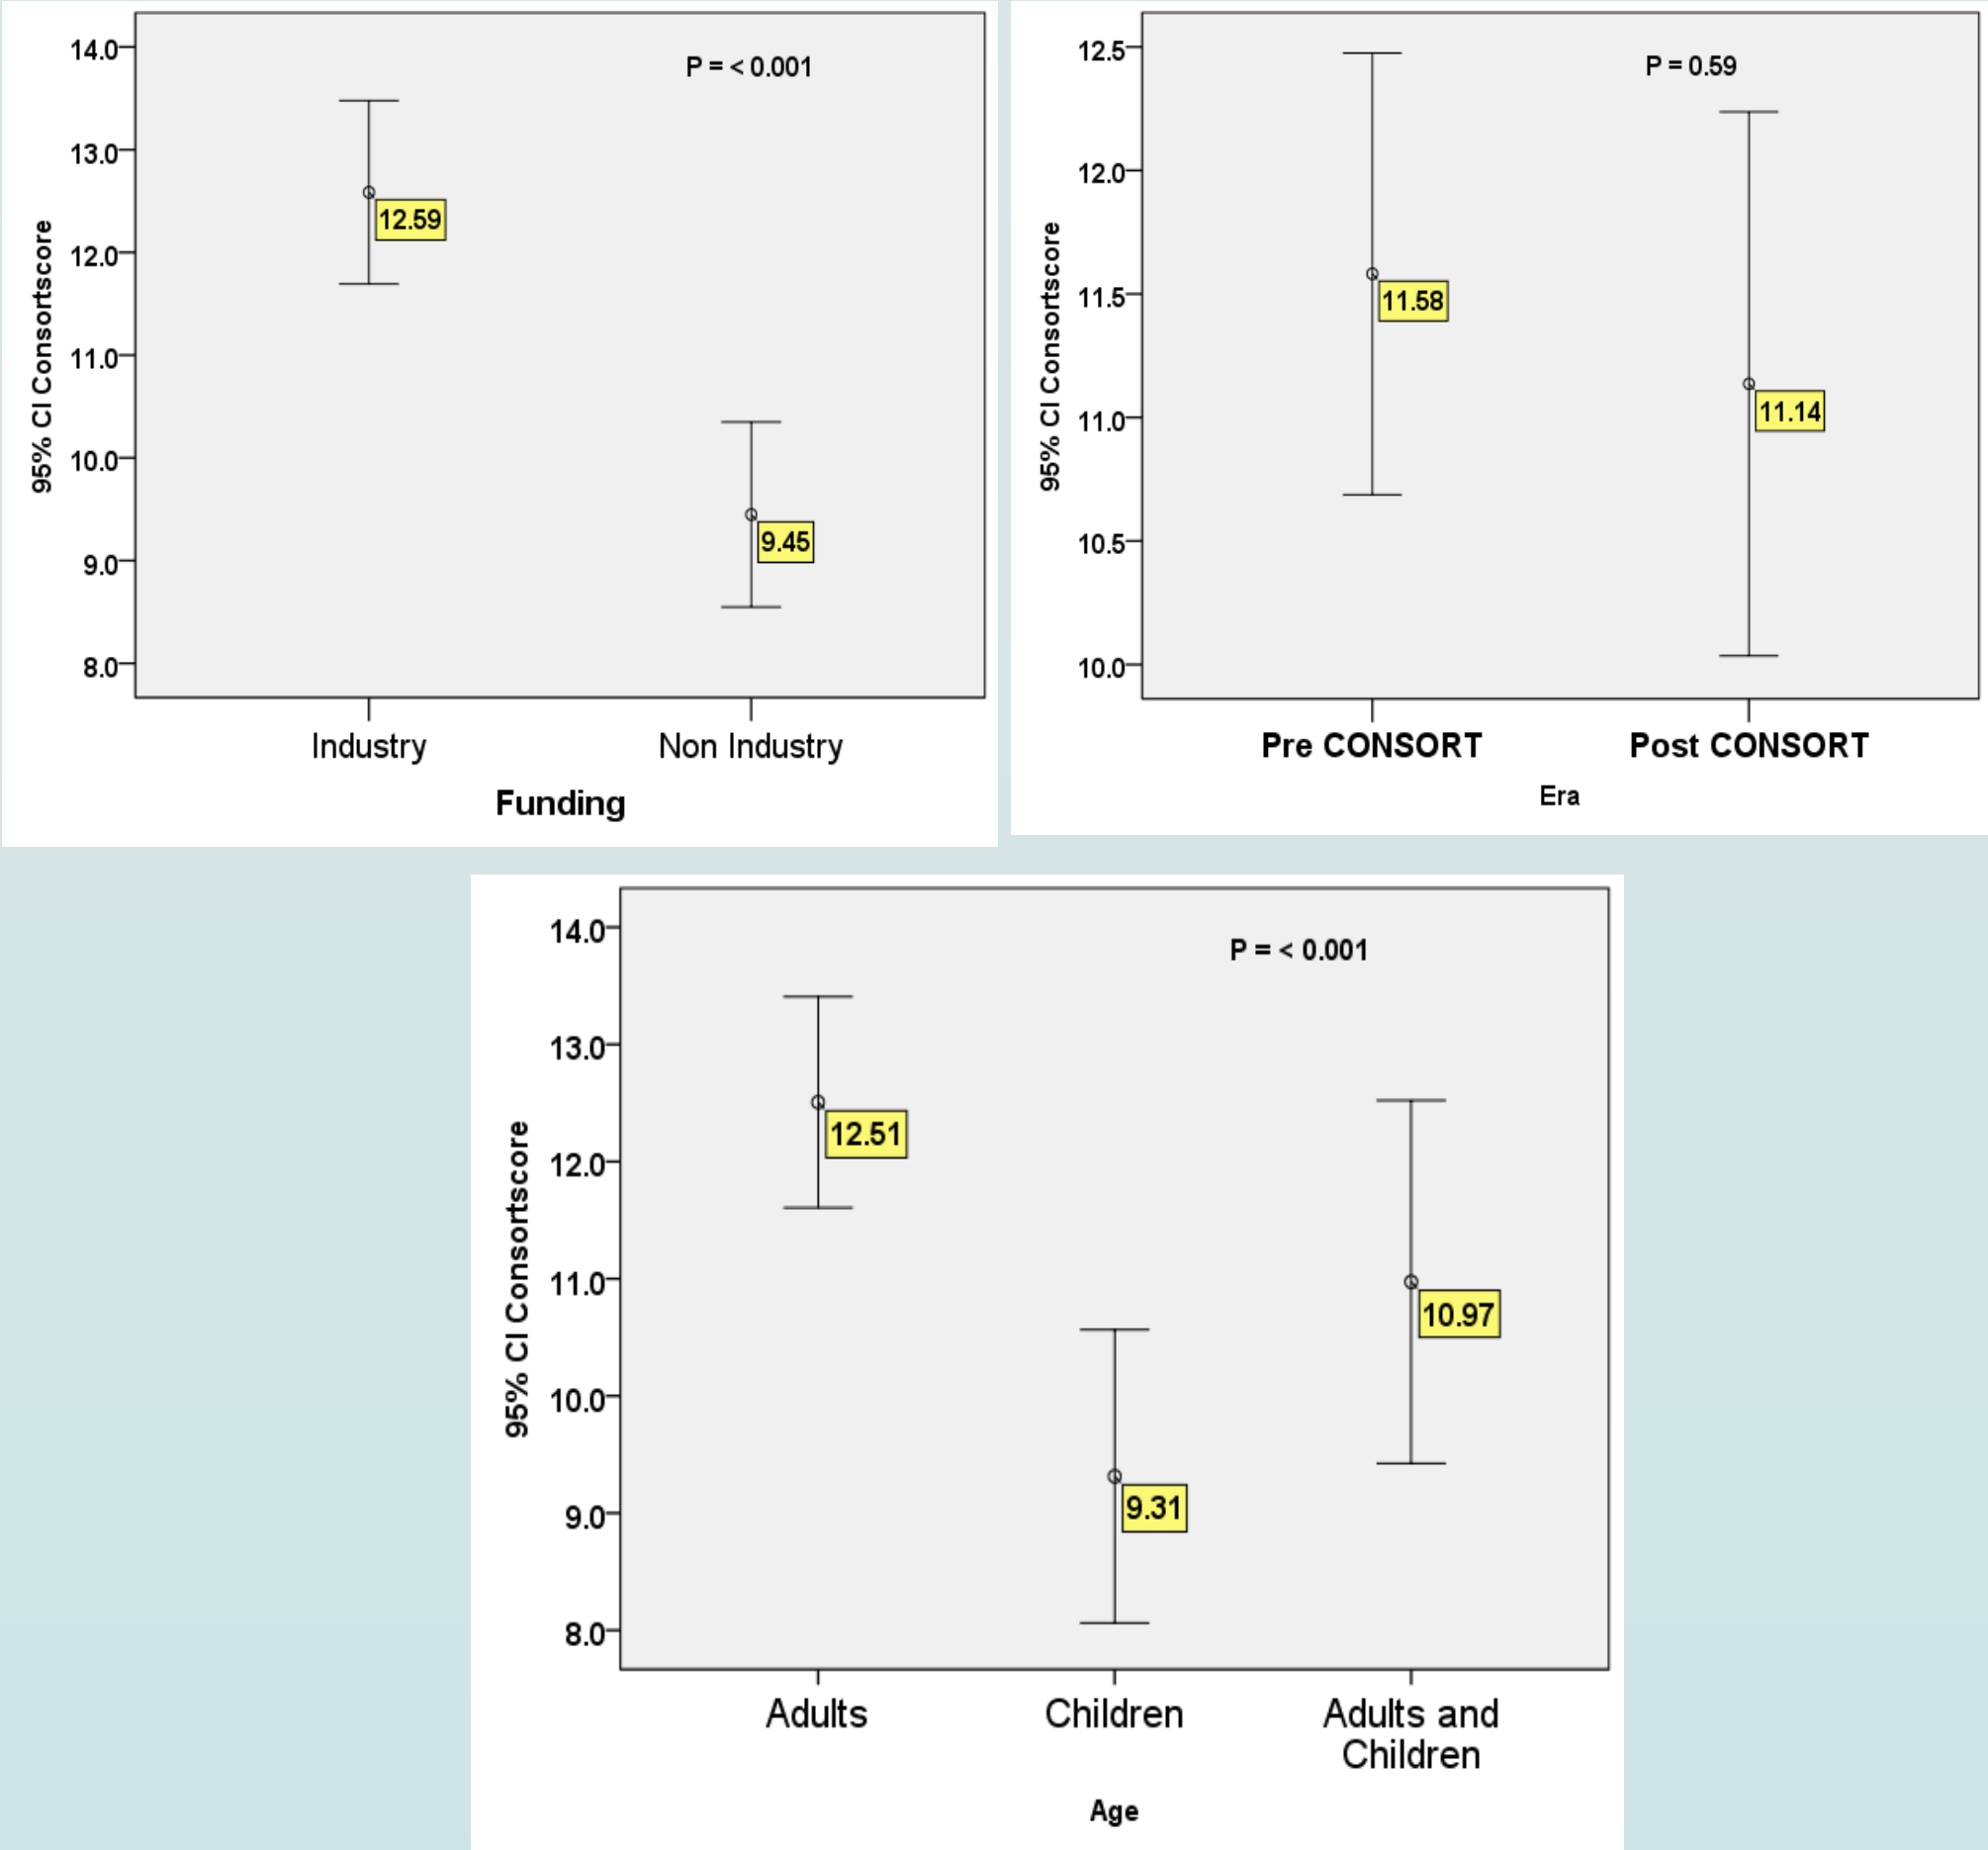 14.0
13.0
12.0
11.0
10.0
9.0
8.0
95% CI Consortscore
P = < 0.001
12.59
9.45
Industry
Non Industry
Funding
12.5
12.0
11.5
11.0
10.5
10.0
95% CI Consortscore
P = 0.59
11.58
11.14
Pre CONSORT
Post CONSORT
Era
14.0
13.0
12.0
11.0
10.0
9.0
8.0
95% CI Consortscore
P = < 0.001
12.51
9.31
10.97
Adults
Children
Adults and
Children
Age